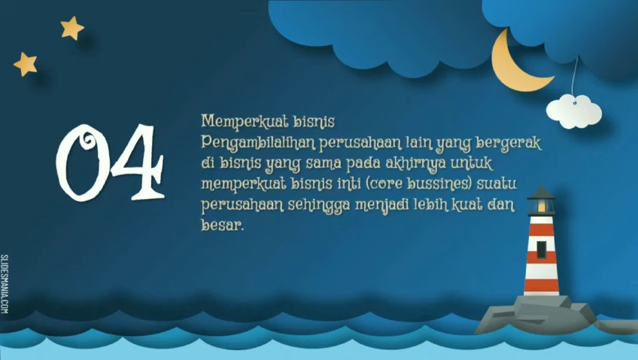 04
Memperkuat bisnis
Pengambilalihan perusahaan lain yang bergerak
di bisnis yang sama pada akhirnya untuk
memperkuat bisnis inti (core bussines) suatu
perusahaan sehingga menjadi lebih kuat dan
besar.
SLIDESMANIA.COM